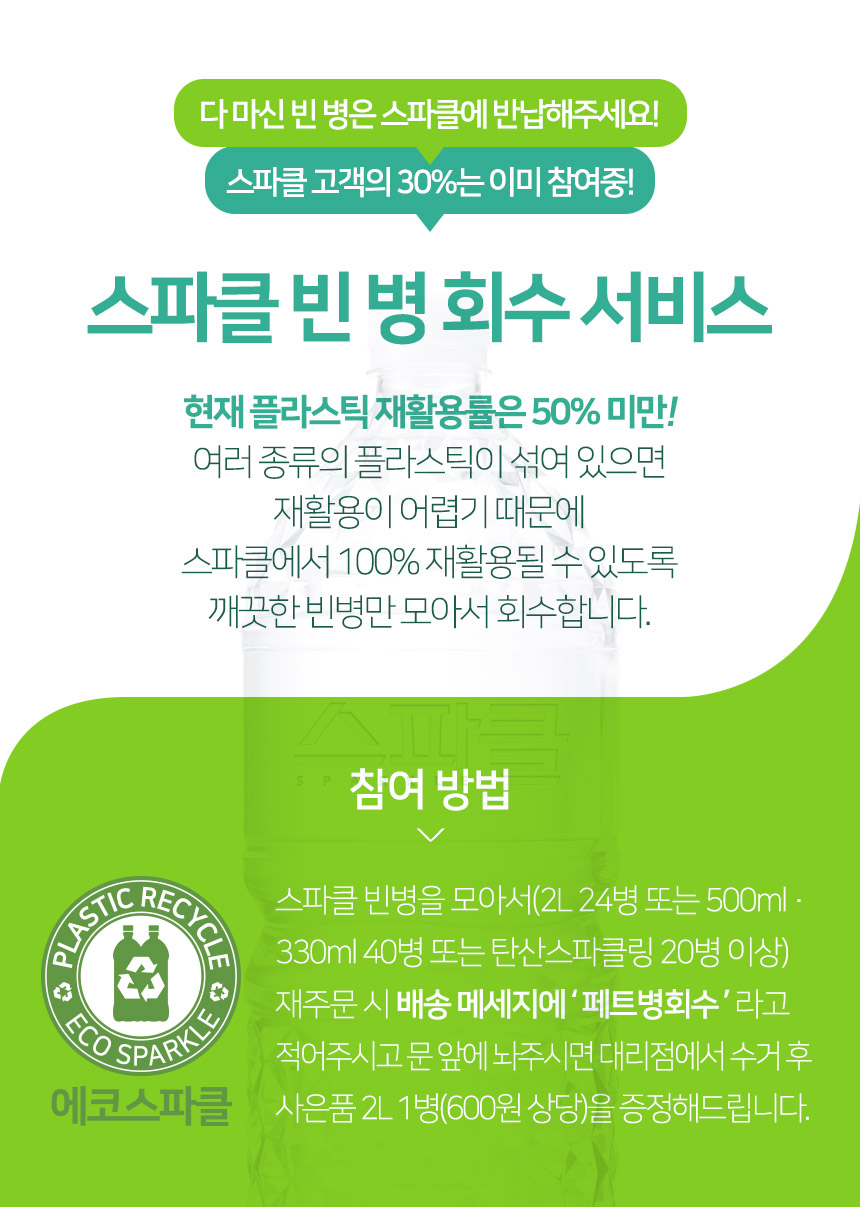 다 마신 빈 병은 스파클에 반납해주세요!
스파클 고객의 30%는 이미 참여중!
스파클 빈 병 회수 서비스
현재 플라스틱 재활용률은 50% 미만!
여러 종류의 플라스틱이 섞여 있으면
재활용이 어렵기 때문에
스파클에서 100% 재활용될 수 있도록
깨끗한 빈병만 모아서 회수합니다.
스파클
참여 방법
스파클 빈병을 모아서(2L 24병 또는 500ml ·
330ml 40병 또는 탄산스파클링 20병 이상)
재주문 시 배송 메세지에 ‘ 페트병회수 ’ 라고
적어주시고 문 앞에 놔주시면 대리점에서 수거 후
사은품 2L 1병(600원 상당)을 증정해드립니다.
PLASTIC RECYCLE
ECO SPARKLE
에코스파클